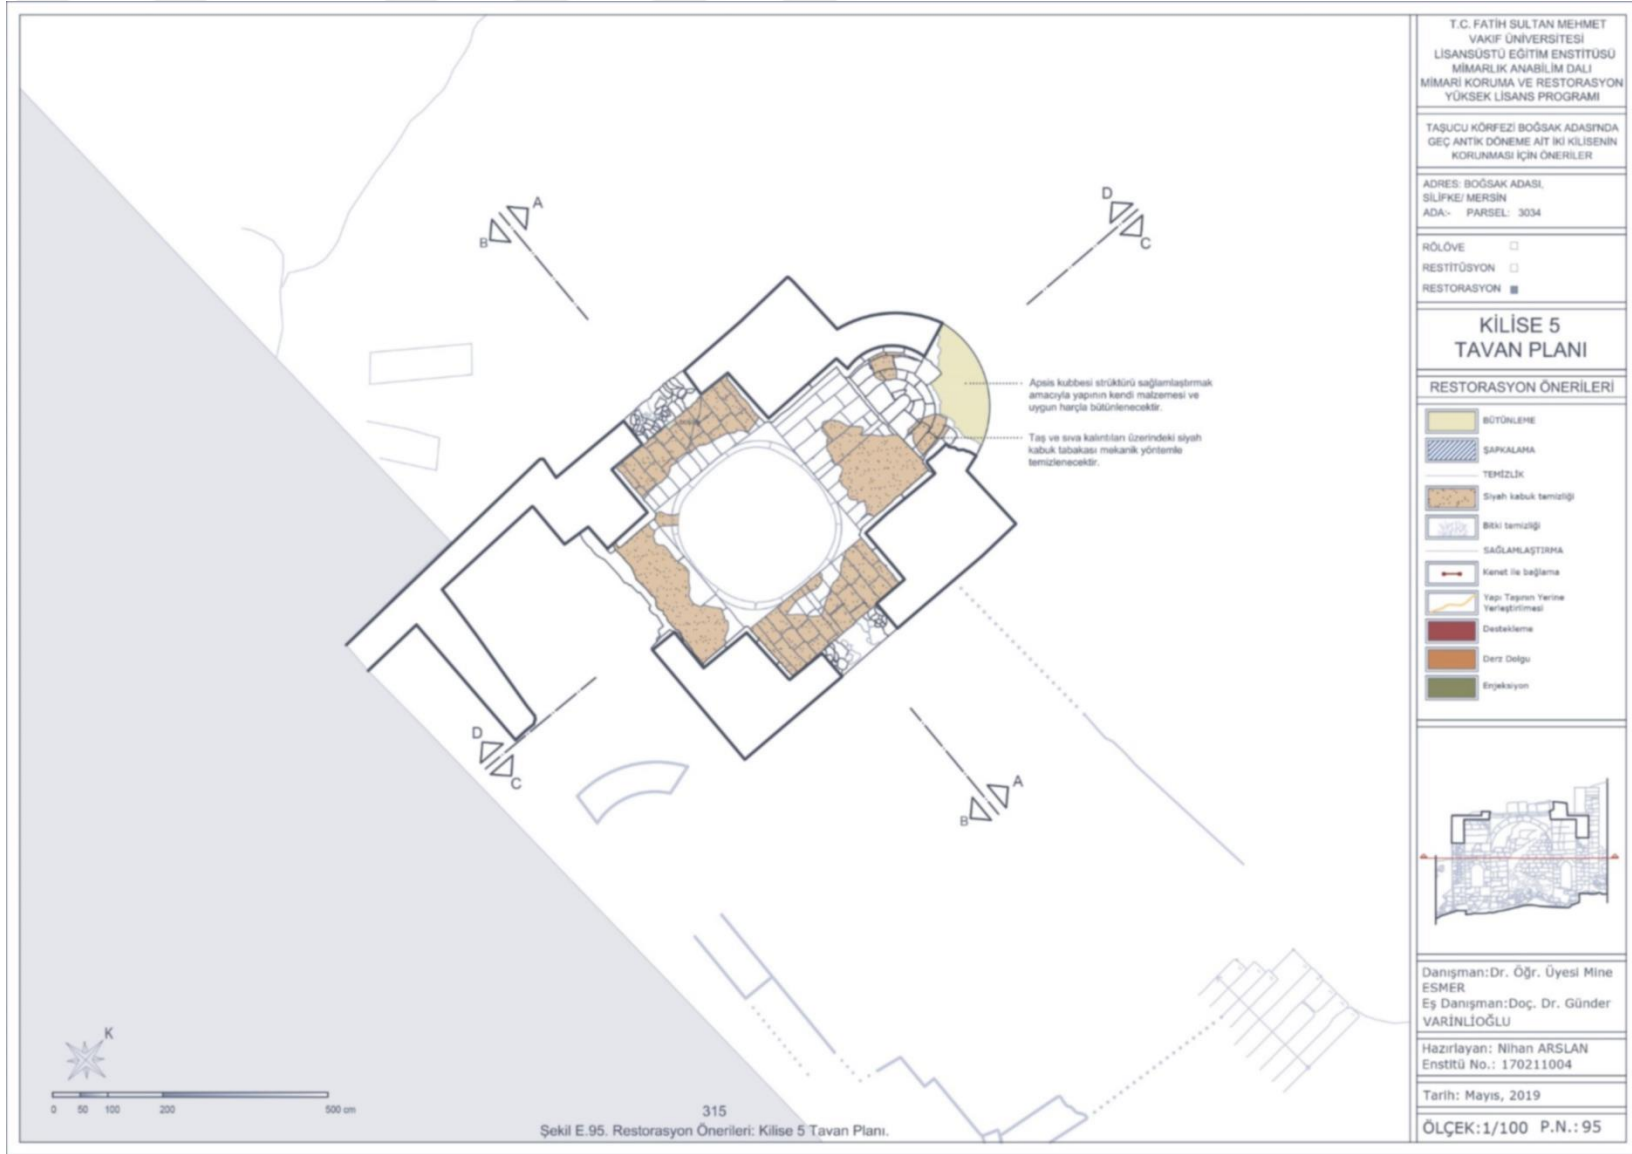 T.C. FATİH SULTAN MEHMET
VAKIF ÜNİVERSİTESİ
LİSANSÜSTÜ EĞİTİM ENSTİTÜSÜ
MİMARLIK ANABİLİM DALI
MİMARİ KORUMA VE RESTORASYON
YÜKSEK LİSANS PROGRAMI
TAŞUCU KÖRFEZİ BOĞSAK ADASI'NDA
GEÇ ANTİK DÖNEME AİT İKİ KİLİSENİN
KORUNMASI İÇİN ÖNERİLER
ADRES: BOĞSAK ADASI,
SİLİFKE/ MERSİN
ADA:- PARSEL: 3034
RÖLÖVE
RESTİTÜSYON
RESTORASYON
KİLİSE 5
TAVAN PLANI
RESTORASYON ÖNERİLERİ
BÜTÜNLEME
ŞAPKALAMA
TEMİZLİK
Siyah kabuk temizliği
Bitki temizliği
SAĞLAMLAŞTIRMA
Kenet ile bağlama
Yapı Taşının Yerine
Yerleştirilmesi
Destekleme
Derz Dolgu
Enjeksiyon
Danışman:Dr. Öğr. Üyesi Mine
ESMER
Eş Danışman:Doç. Dr. Günder
VARİNLİOĞLU
Hazırlayan: Nihan ARSLAN
Enstitü No.: 170211004
Tarih: Mayıs, 2019
ÖLÇEK:1/100 P.N.: 95
A
B
D
C
Apsis kubbesi strüktürü sağlamlaştırmak
amacıyla yapının kendi malzemesi ve
uygun harçla bütünlenecektir.
Taş ve sıva kalıntıları üzerindeki siyah
kabuk tabakası mekanik yöntemle
temizlenecektir.
D
C
A
B
K
0 50 100 200 500 cm
315
Şekil E.95. Restorasyon Önerileri: Kilise 5 Tavan Planı.